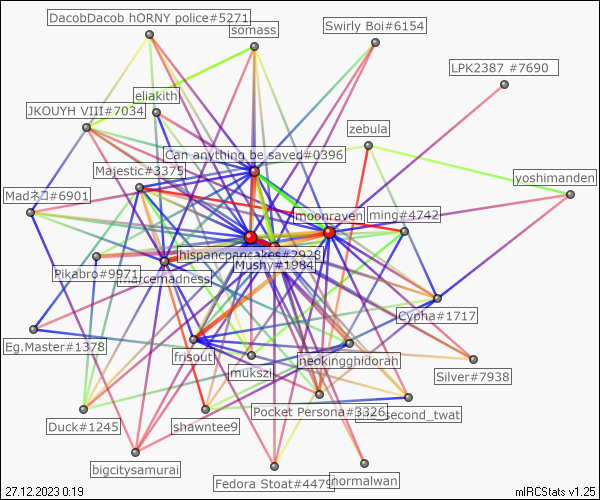 DacobDacob hORNY police#5271
somass
Swirly Boi#6154
LPK2387 #7690
eliakith
JKOUYH VIII#7034
zebula
Can anything be saved#0396
Majestic#3375
yoshimanden
Madネコ#6901
moonraven
ming#4742
hispancpancakes#2928
Mushy#1984
Pikabro#9971
marcemadness
Cypha#1717
Eg.Master#1378
frisout
neokingghidorah
mukszi
Silver#7938
Pocket Persona#3326
the_second_twat
Duck#1245
shawntee9
bigcitysamurai
Fedora Stoat#4479
normalwan
27.12.2023 0:19
mIRCStats v1.25